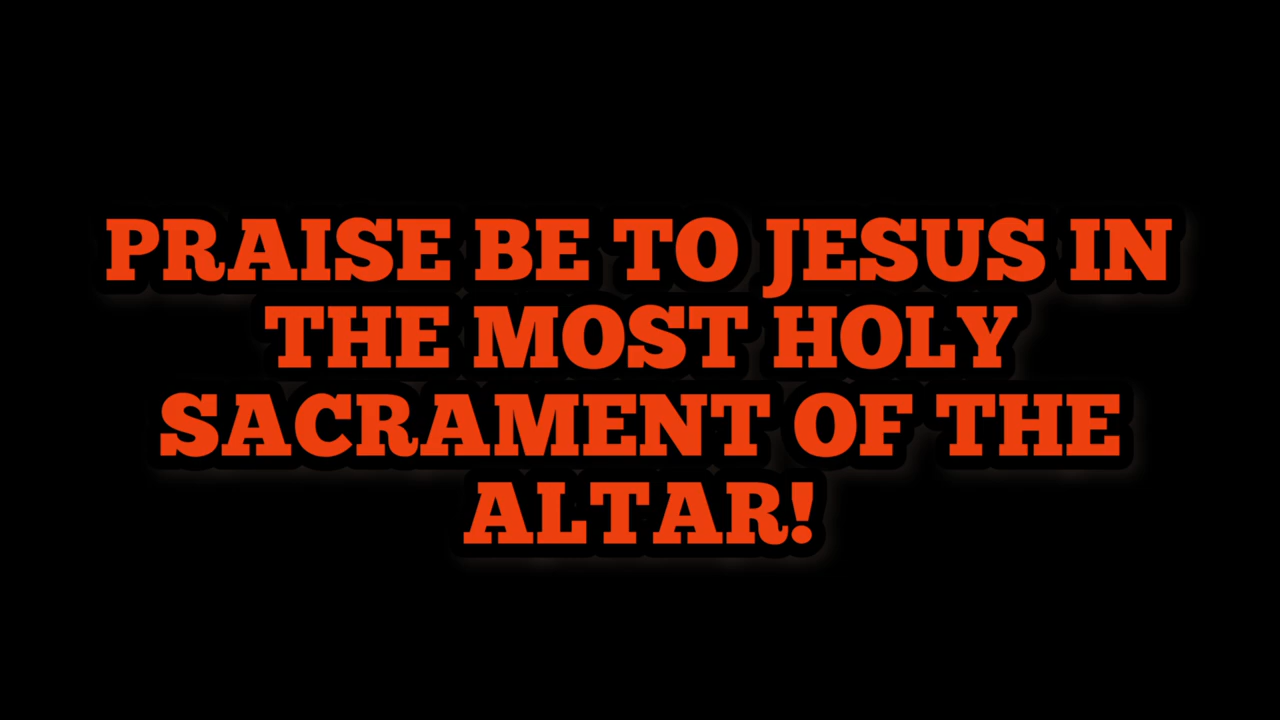 PRAISE BE TO JESUS IN
THE MOST HOLY
SACRAMENT OF THE
ALTAR!